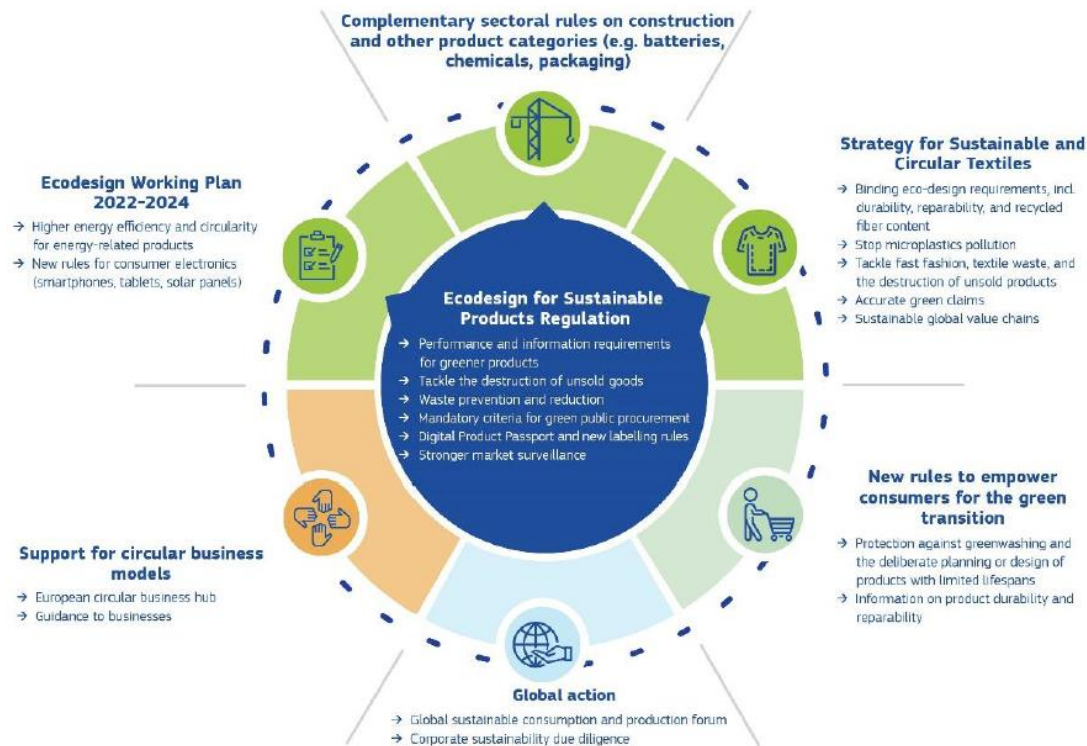 Complementary sectoral rules on construction
and other product categories (e.g. batteries,
chemicals, packaging)
Ecodesign Working Plan
2022-2024
→ Higher energy efficiency and circularity
for energy-related products
→ New rules for consumer electronics
(smartphones, tablets, solar panels)
Strategy for Sustainable and
Circular Textiles
→ Binding eco-design requirements, incl.
durability, reparability, and recycled
fiber content
→ Stop microplastics pollution
→ Tackle fast fashion, textile waste, and
the destruction of unsold products
→ Accurate green claims
→ Sustainable global value chains
Ecodesign for Sustainable
Products Regulation
→ Performance and information requirements
for greener products
→ Tackle the destruction of unsold goods
→ Waste prevention and reduction
→ Mandatory criteria for green public procurement
→ Digital Product Passport and new labelling rules
→ Stronger market surveillance
Support for circular business
models
→ European circular business hub
→ Guidance to businesses
New rules to empower
consumers for the green
transition
→ Protection against greenwashing and
the deliberate planning or design of
products with limited lifespans
→ Information on product durability and
reparability
Global action
→ Global sustainable consumption and production forum
→ Corporate sustainability due diligence